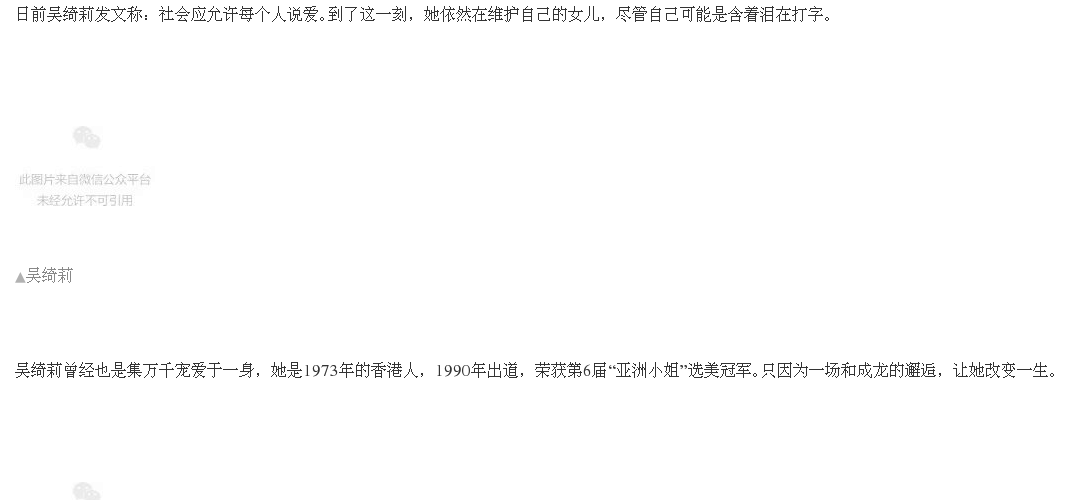 日前吴绮莉发文称：社会应允许每个人说爱。到了这一刻，她依然在维护自己的女儿，尽管自己可能是含着泪在打字。
此图片来自微信公众平台
未经允许不可引用
▲吴绮莉
吴绮莉曾经也是集万千宠爱于一身，她是1973年的香港人，1990年出道，荣获第6届“亚洲小姐”选美冠军。只因为一场和成龙的邂逅，让她改变一生。